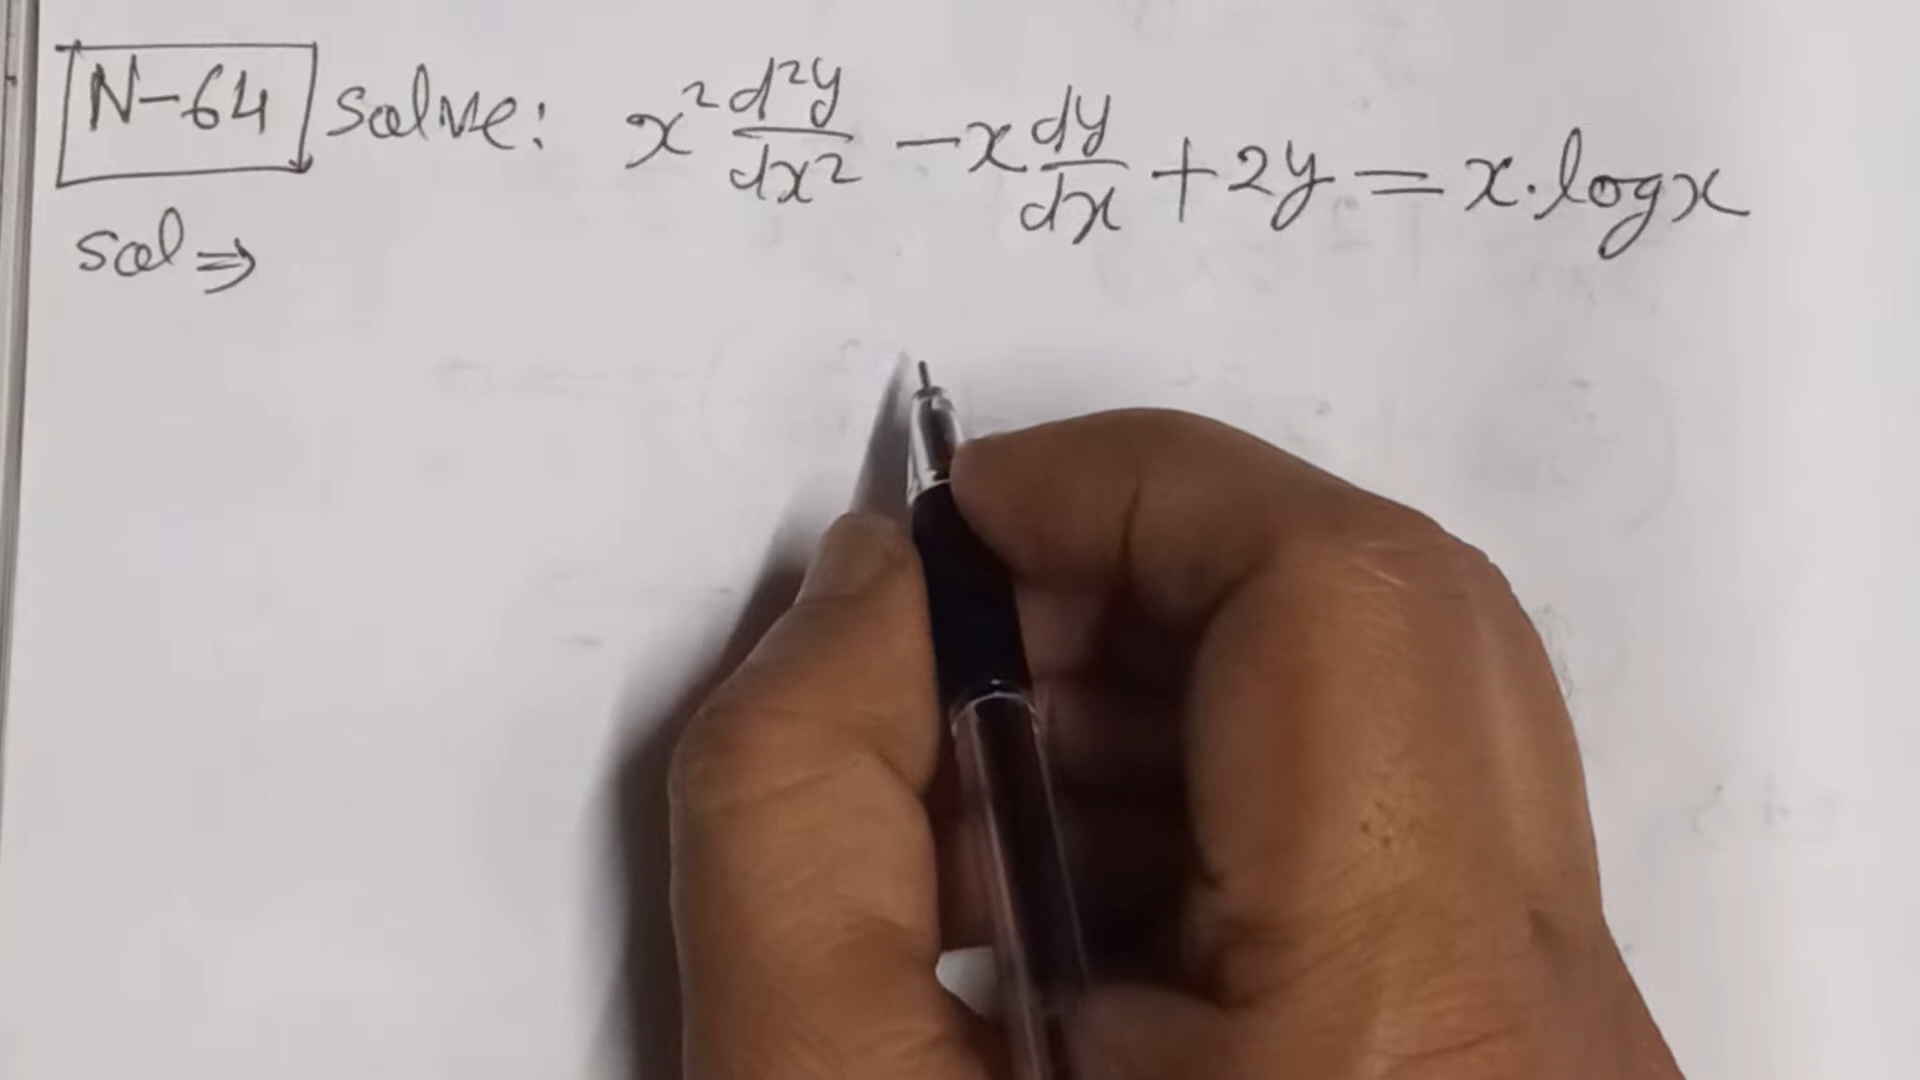 N-64 Solve: x² d²y/dx² - x dy/dx + 2y = x·logx
Sol ⇒